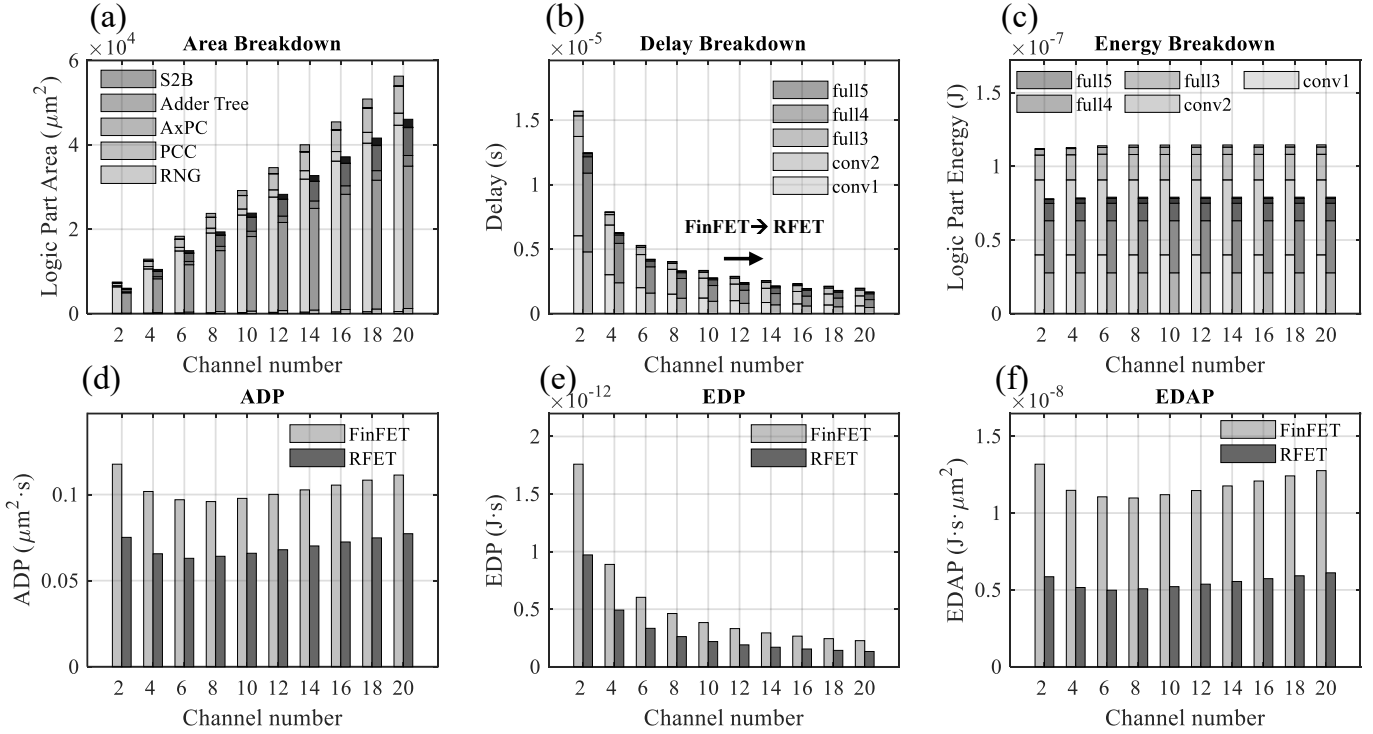 (a)
×10⁴
Area Breakdown
Logic Part Area (μm²)
6
4
2
0
S2B
Adder Tree
AxPC
PCC
RNG
2 4 6 8 10 12 14 16 18 20
Channel number
(b)
×10⁻⁵
Delay Breakdown
Delay (s)
1.5
1
0.5
0
full5
full4
full3
conv2
conv1
FinFET→ RFET
2 4 6 8 10 12 14 16 18 20
Channel number
(c)
×10⁻⁷
Energy Breakdown
Logic Part Energy (J)
1.5
1
0.5
0
full5 full3 conv1
full4 conv2
2 4 6 8 10 12 14 16 18 20
Channel number
(d)
ADP
ADP (μm²·s)
0.1
0.05
0
FinFET
RFET
2 4 6 8 10 12 14 16 18 20
Channel number
(e)
×10⁻¹²
EDP
EDP (J·s)
2
1.5
1
0.5
0
FinFET
RFET
2 4 6 8 10 12 14 16 18 20
Channel number
(f)
×10⁻⁸
EDAP
EDAP (J·s·μm²)
1.5
1
0.5
0
FinFET
RFET
2 4 6 8 10 12 14 16 18 20
Channel number